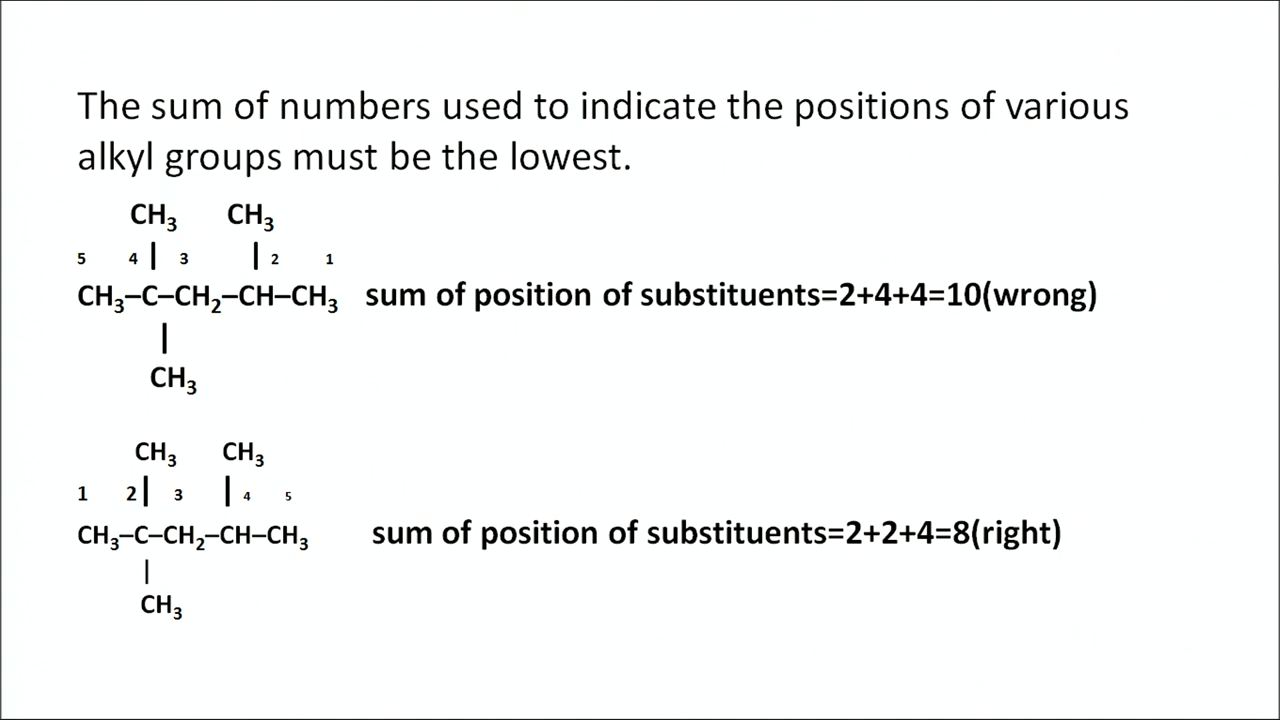 The sum of numbers used to indicate the positions of various
alkyl groups must be the lowest.
CH₃ CH₃
5 4 | 3 | 2 1
CH₃–C–CH₂–CH–CH₃ sum of position of substituents=2+4+4=10(wrong)
|
CH₃
CH₃ CH₃
1 2 | 3 | 4 5
CH₃–C–CH₂–CH–CH₃ sum of position of substituents=2+2+4=8(right)
|
CH₃